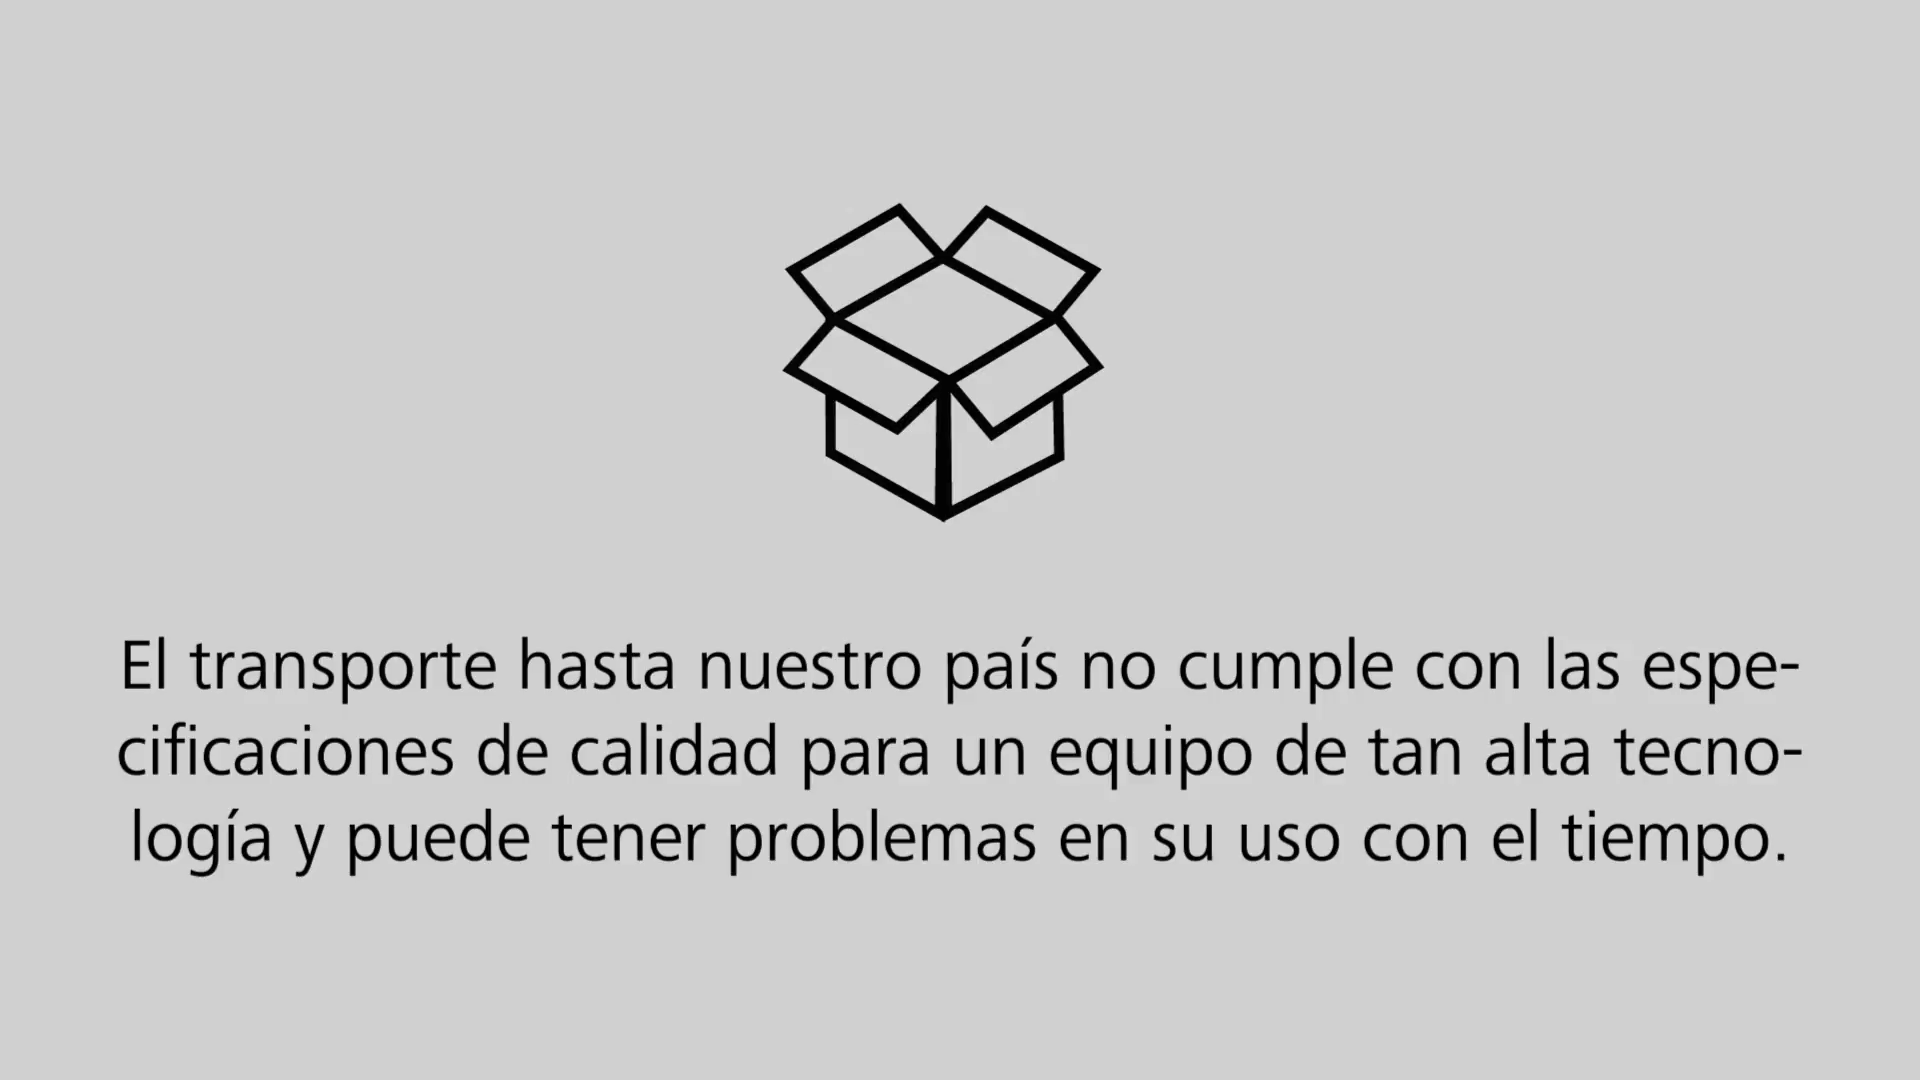 El transporte hasta nuestro país no cumple con las espe-
cificaciones de calidad para un equipo de tan alta tecno-
logía y puede tener problemas en su uso con el tiempo.